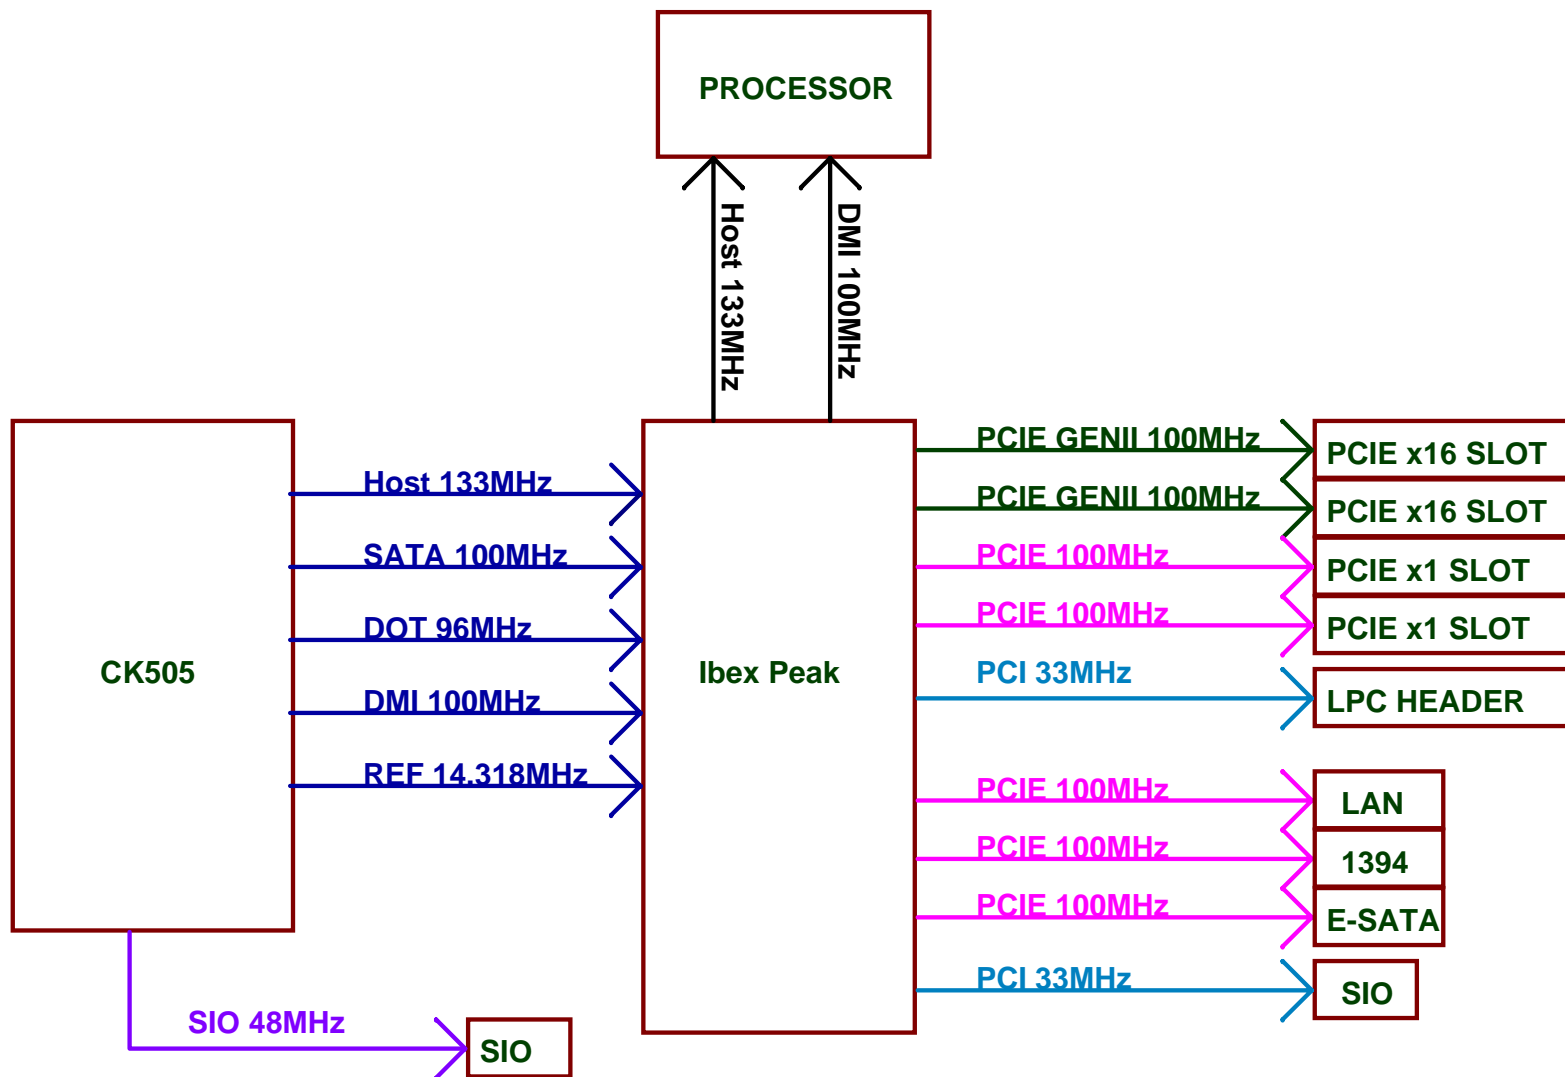 PROCESSOR
Host 133MHz
DMI 100MHz
CK505
Host 133MHz
SATA 100MHz
DOT 96MHz
DMI 100MHz
REF 14.318MHz
SIO 48MHz
SIO
Ibex Peak
PCIE GENII 100MHz
PCIE x16 SLOT
PCIE GENII 100MHz
PCIE x16 SLOT
PCIE 100MHz
PCIE x1 SLOT
PCIE 100MHz
PCIE x1 SLOT
PCI 33MHz
LPC HEADER
PCIE 100MHz
LAN
PCIE 100MHz
1394
PCIE 100MHz
E-SATA
PCI 33MHz
SIO